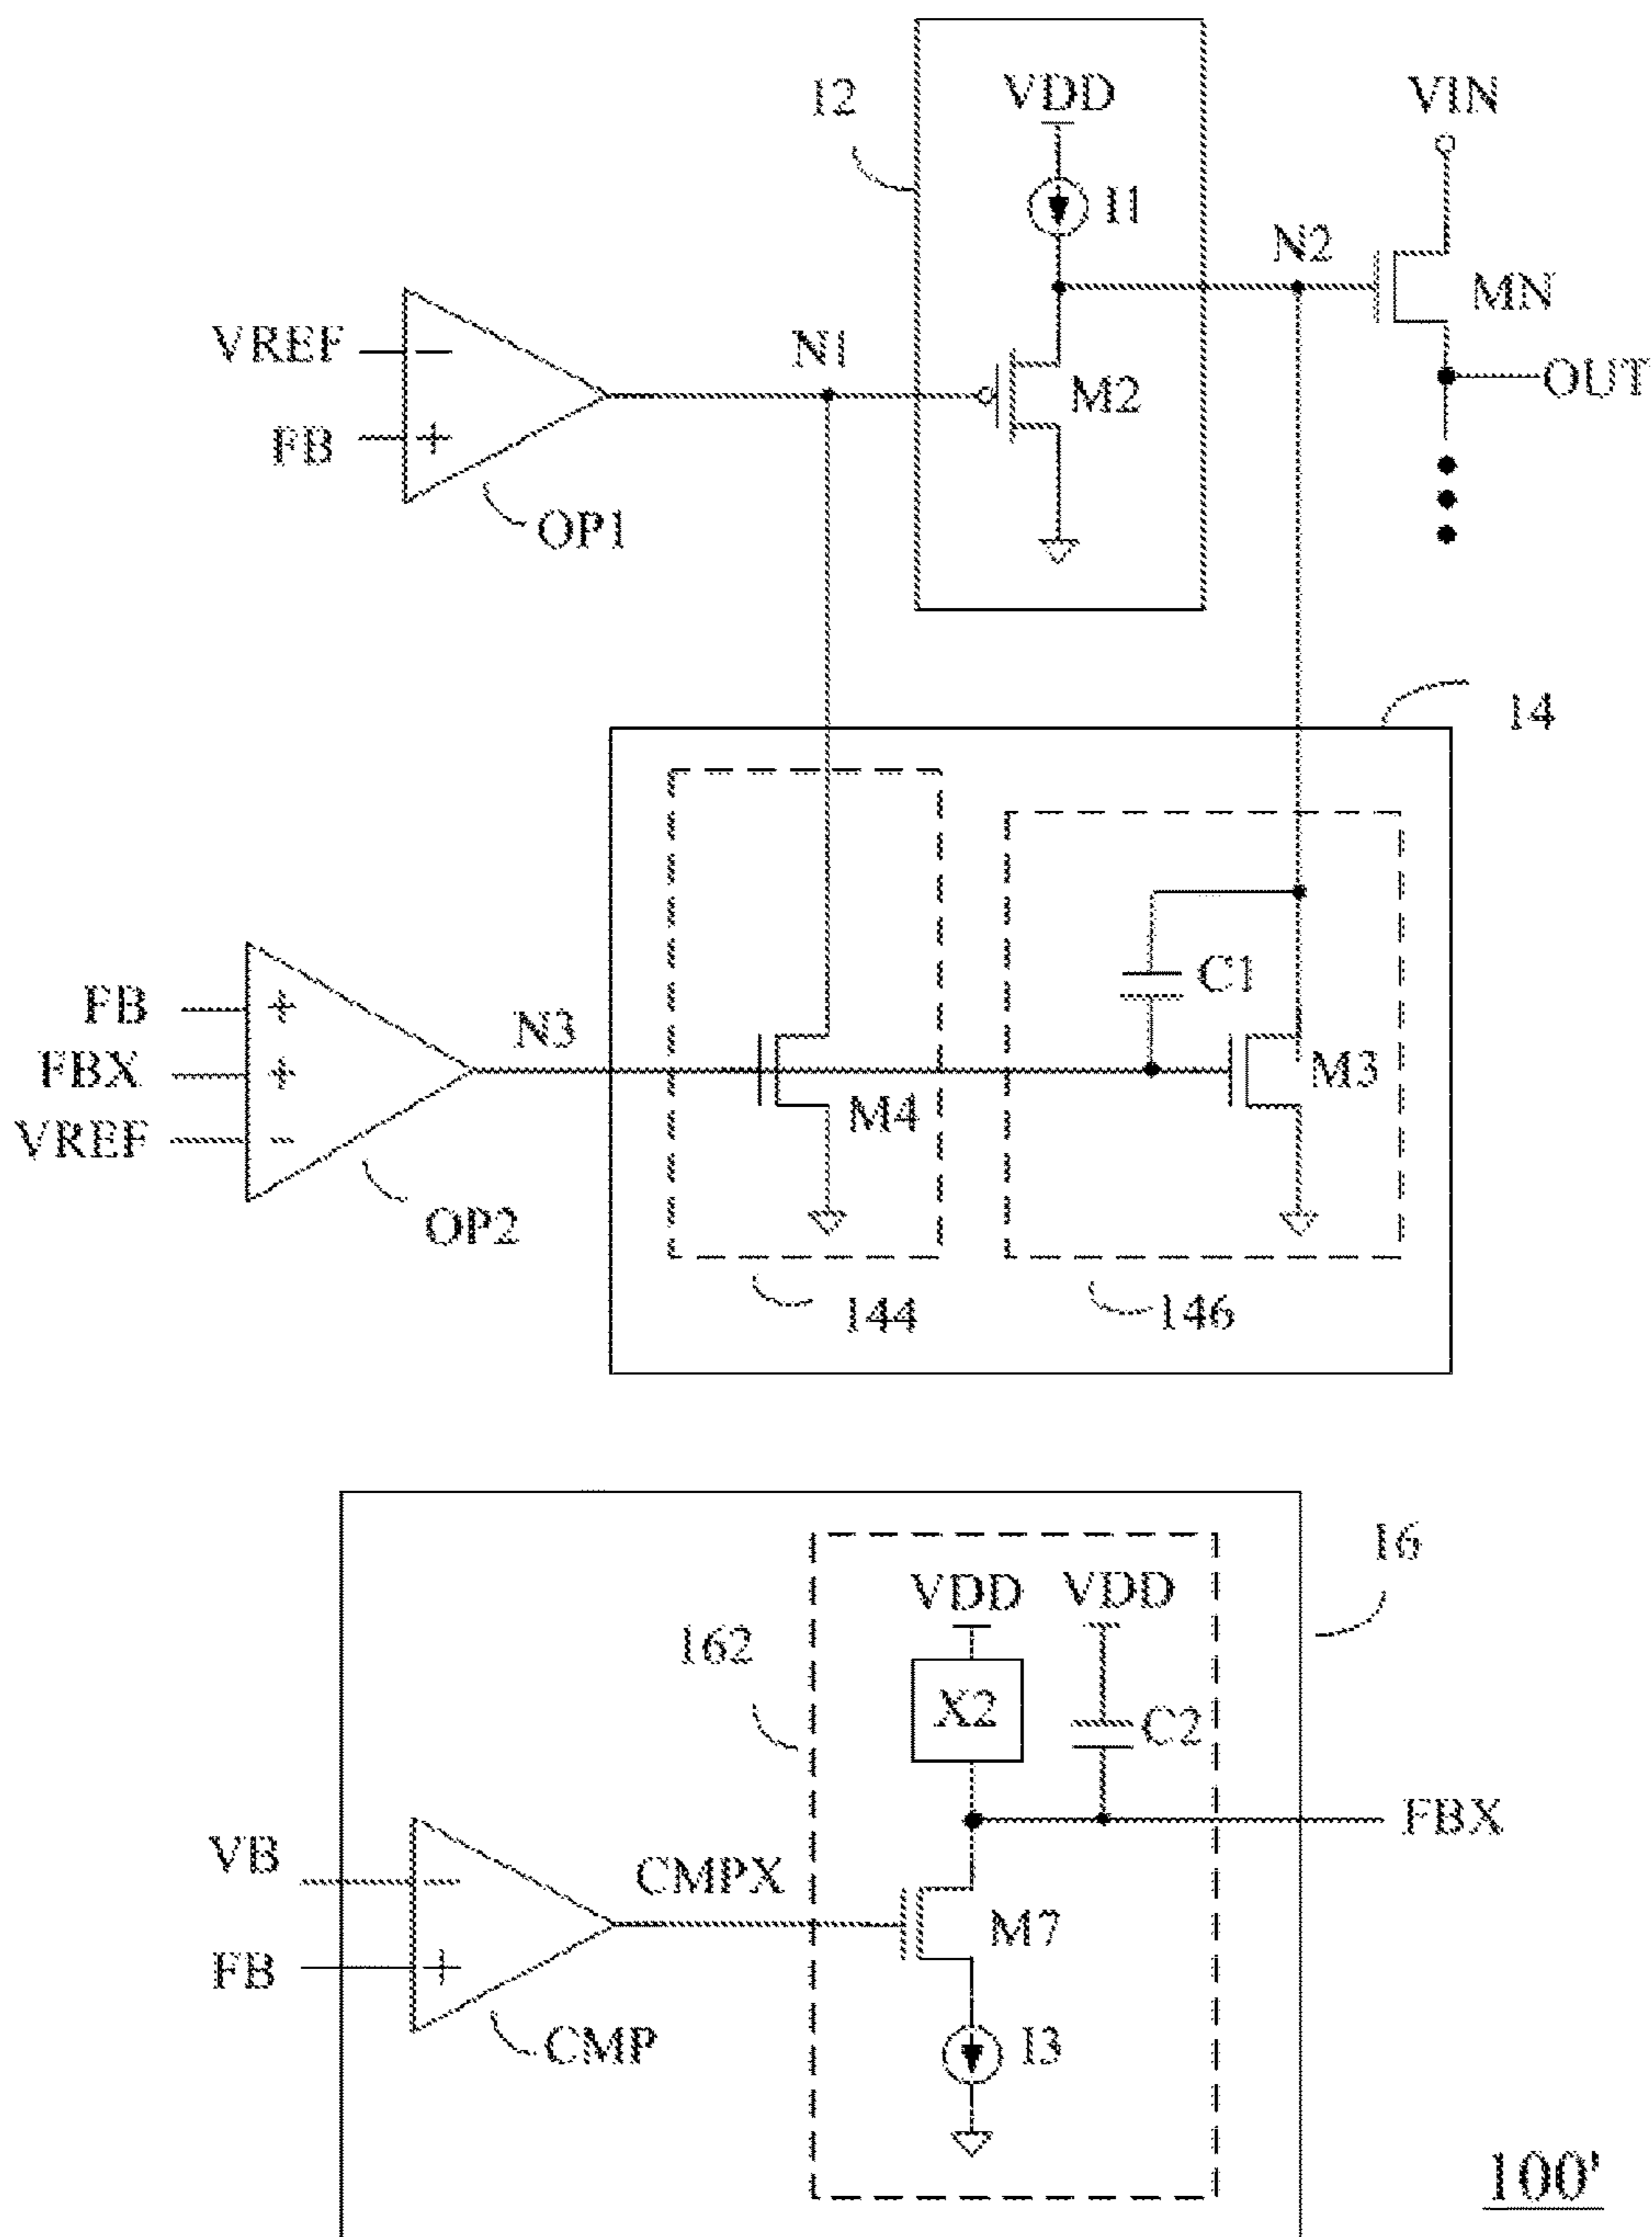 12
VDD
VIN
I1
N2
MN
VREF
−
N1
M2
OUT
FB
+
OP1
14
FB
+
N3
C1
FBX
+
M3
VREF
−
M4
OP2
144
146
16
VDD
VDD
162
X2
C2
FBX
VB
−
CMPX
M7
FB
+
CMP
I3
100'